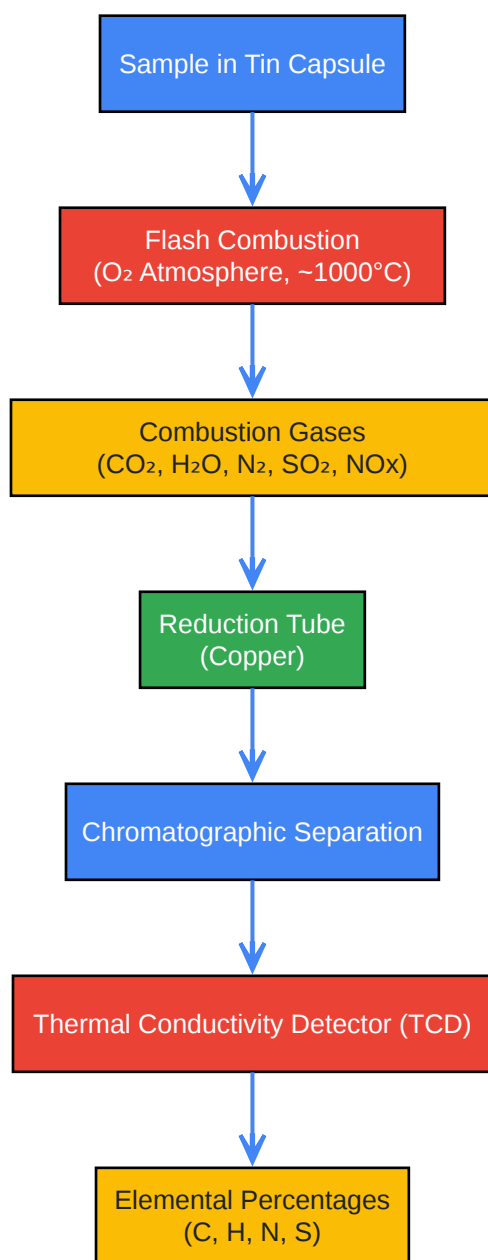 Sample in Tin Capsule
Flash Combustion
(O₂ Atmosphere, ~1000°C)
Combustion Gases
(CO₂, H₂O, N₂, SO₂, NOx)
Reduction Tube
(Copper)
Chromatographic Separation
Thermal Conductivity Detector (TCD)
Elemental Percentages
(C, H, N, S)